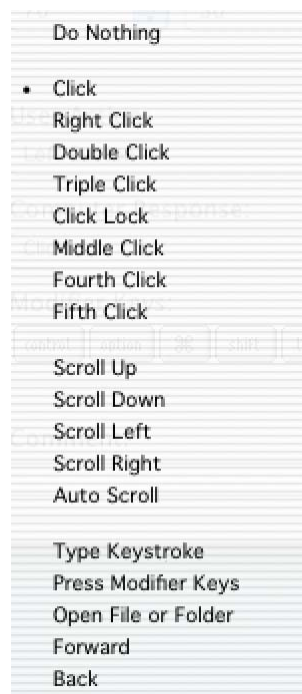 Do Nothing
• Click
Right Click
Double Click
Triple Click
Click Lock
Middle Click
Fourth Click
Fifth Click
Scroll Up
Scroll Down
Scroll Left
Scroll Right
Auto Scroll
Type Keystroke
Press Modifier Keys
Open File or Folder
Forward
Back